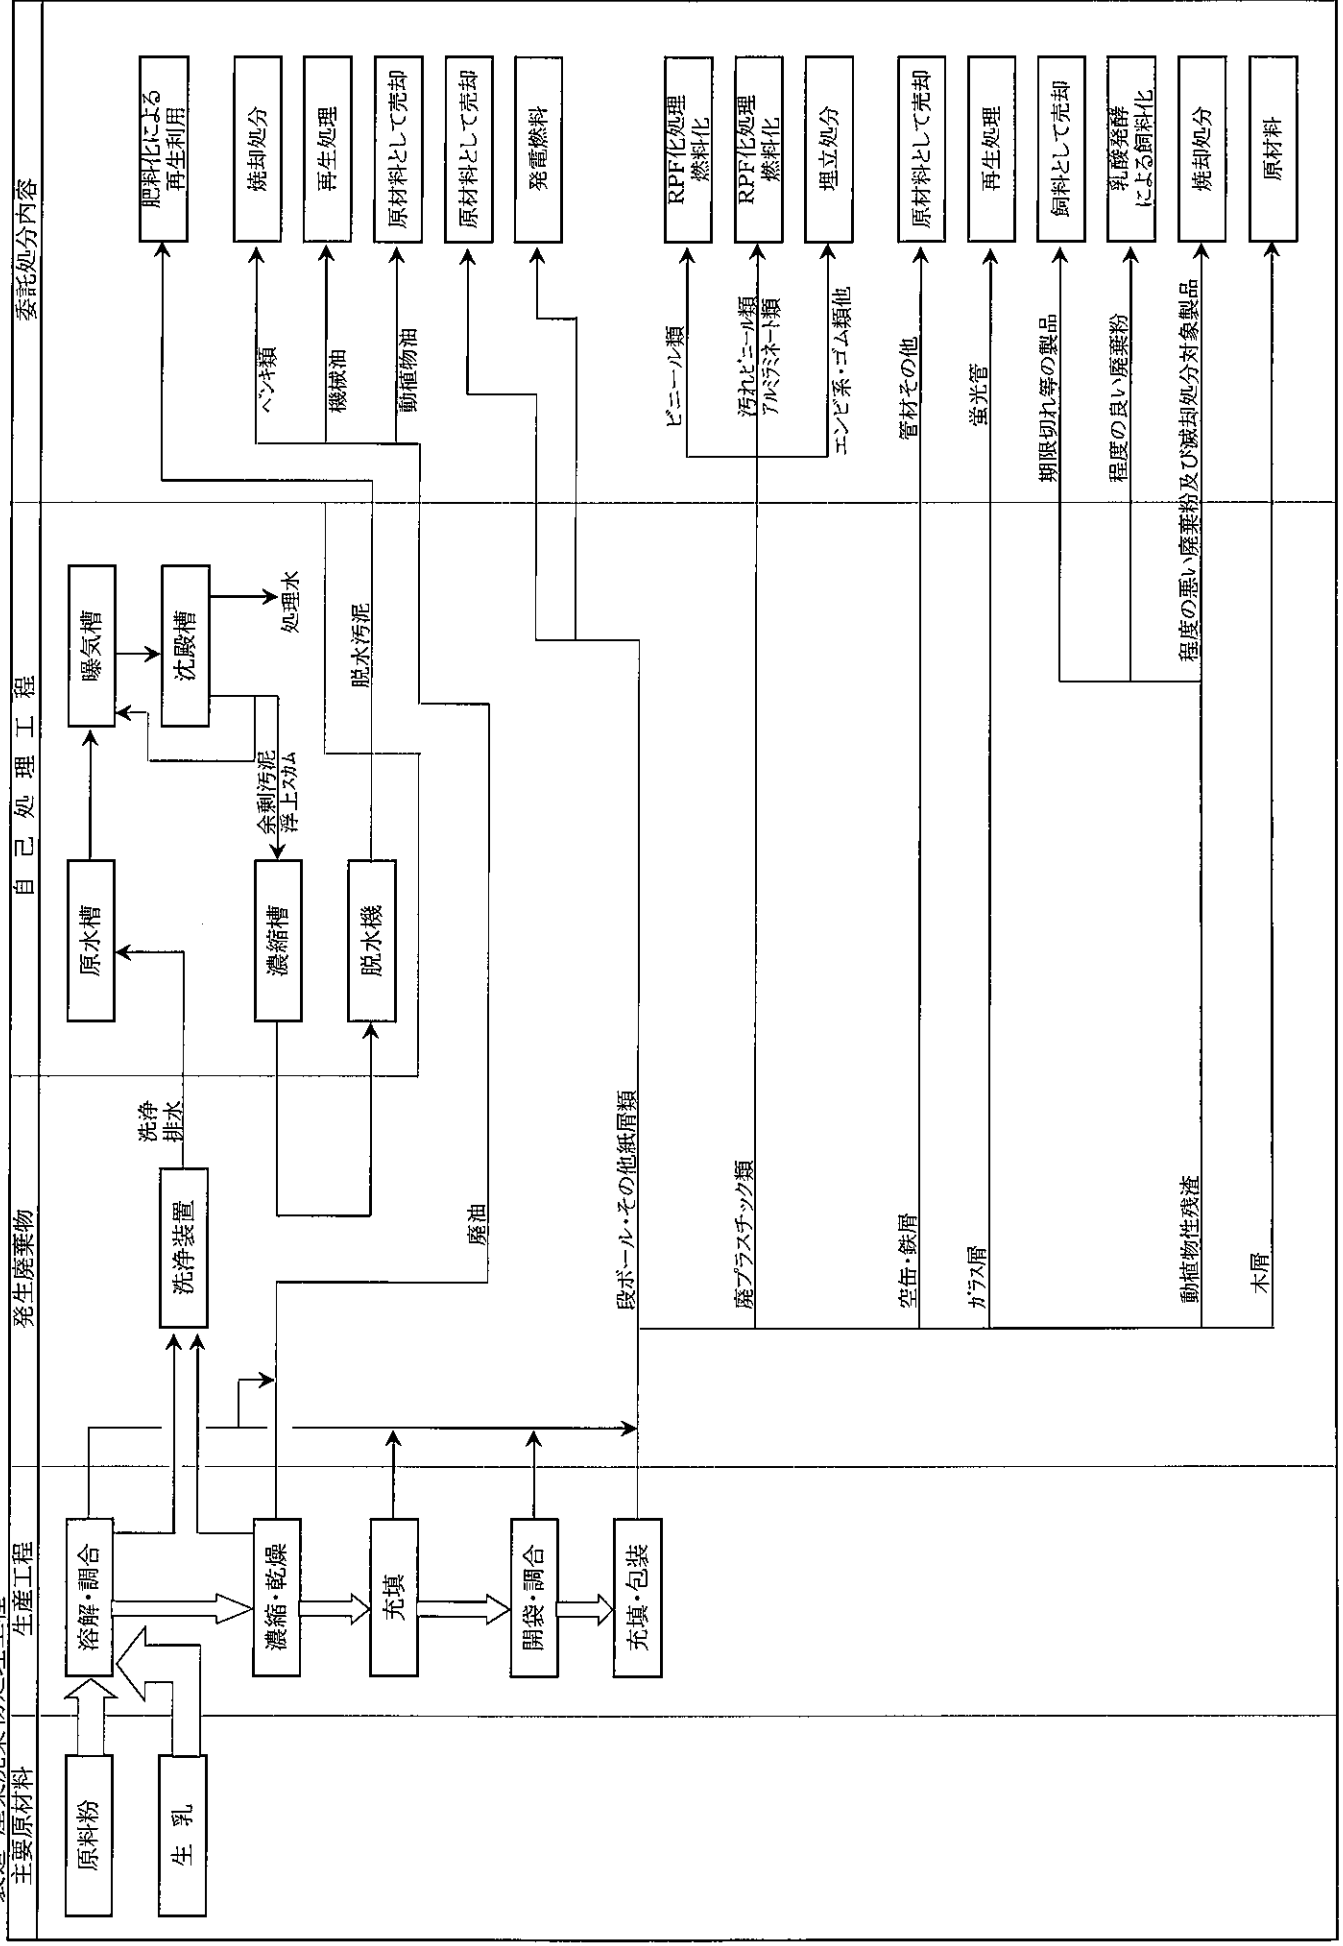 主要原材料
生産工程
発生廃棄物
自己処理工程
委託処分内容
原料粉
生乳
溶解・調合
濃縮・乾燥
充填
開袋・調合
充填・包装
洗浄装置
洗浄
排水
廃油
段ボール・その他紙屑類
廃プラスチック類
空缶・鉄屑
ガラス屑
動植物性残渣
木屑
原水槽
曝気槽
沈殿槽
処理水
余剰汚泥
浮上スカム
濃縮槽
脱水機
脱水汚泥
ペンキ類
機械油
動植物油
ビニール類
汚れビニール類
アルミラミネート類
エンビ系・ゴム類他
管材その他
蛍光管
期限切れ等の製品
程度の良い廃棄粉
程度の悪い廃棄粉及び滅却処分対象製品
肥料化による
再生利用
焼却処分
再生処理
原材料として売却
原材料として売却
発電燃料
RPF化処理
燃料化
RPF化処理
燃料化
埋立処分
原材料として売却
再生処理
飼料として売却
乳酸発酵
による飼料化
焼却処分
原材料